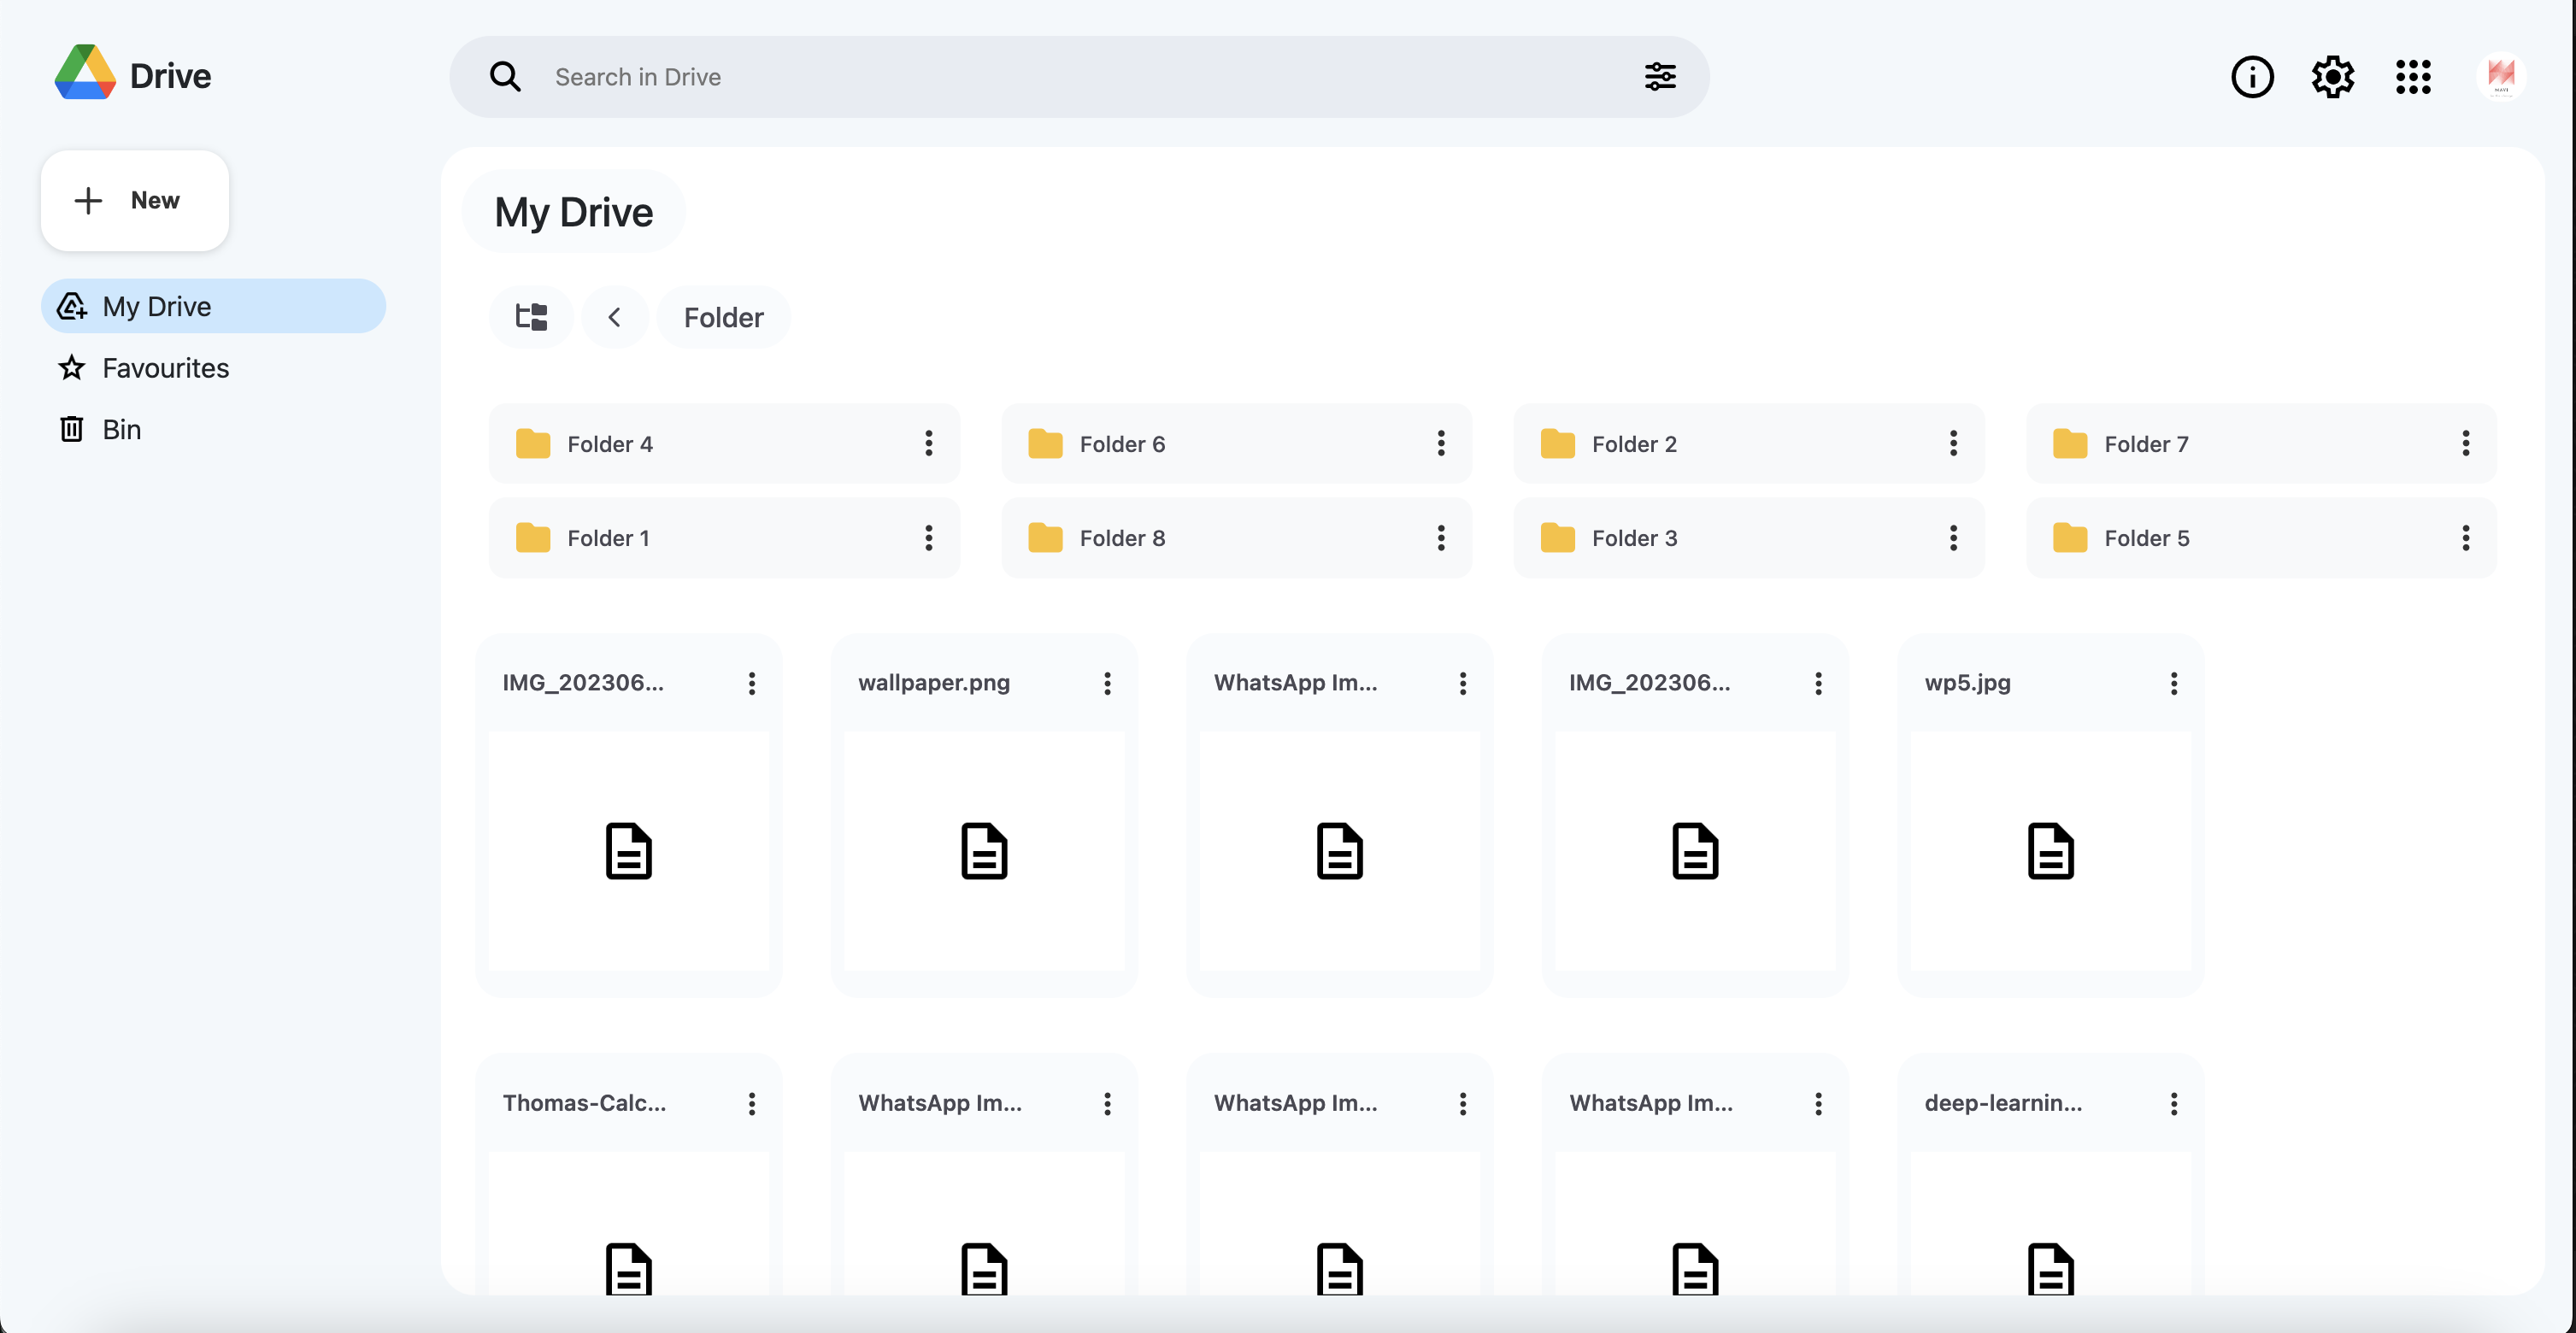 Drive
Search in Drive
New
My Drive
Favourites
Bin
My Drive
Folder
Folder 4
Folder 6
Folder 2
Folder 7
Folder 1
Folder 8
Folder 3
Folder 5
IMG_202306...
wallpaper.png
WhatsApp Im...
IMG_202306...
wp5.jpg
Thomas-Calc...
WhatsApp Im...
WhatsApp Im...
WhatsApp Im...
deep-learnin...